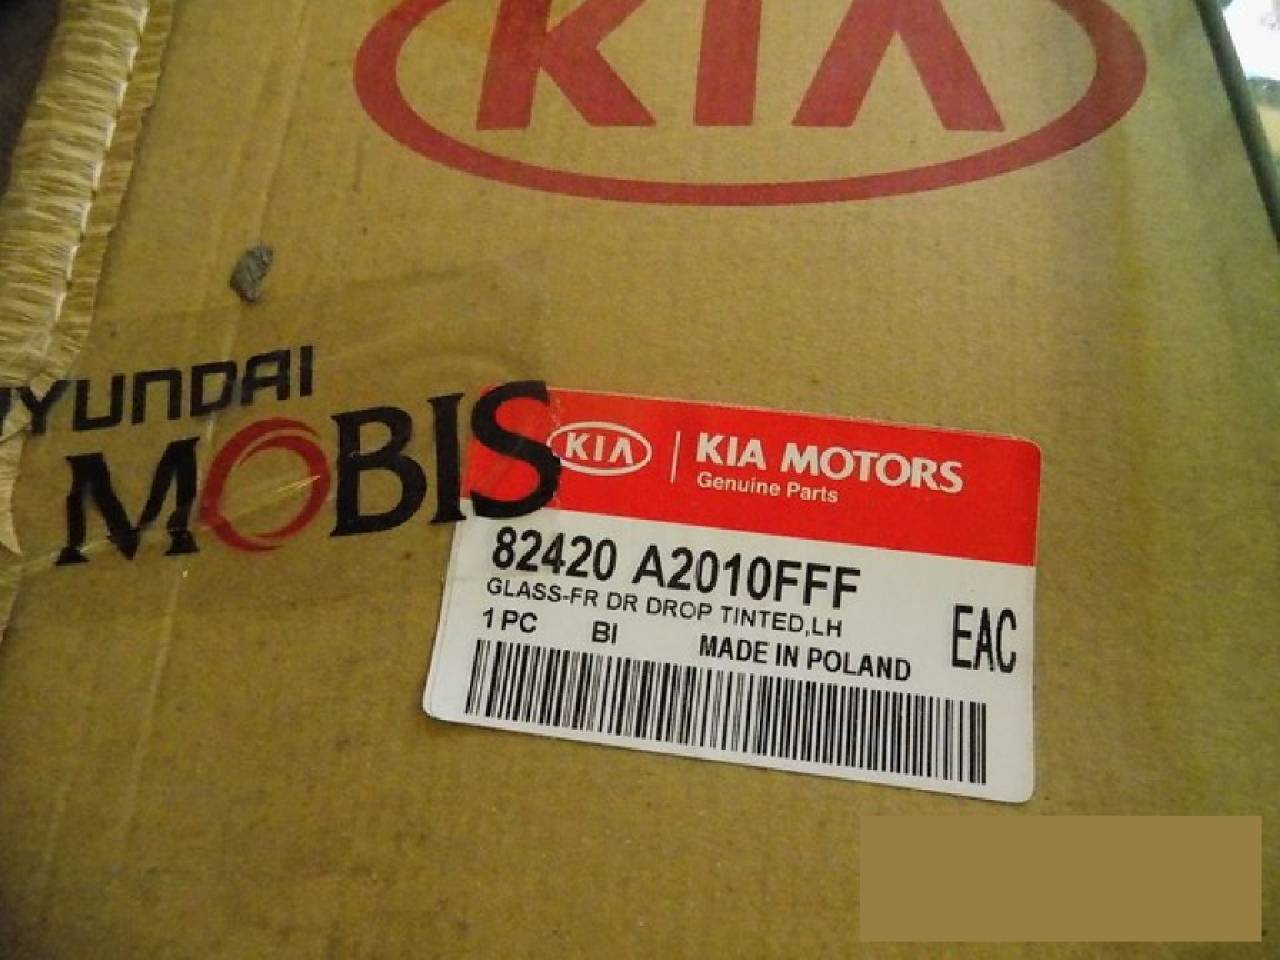 KIA
HYUNDAI
MOBIS
KIA KIA MOTORS
Genuine Parts
82420 A2010FFF
GLASS-FR DR DROP TINTED,LH
1 PC BI MADE IN POLAND
EAC